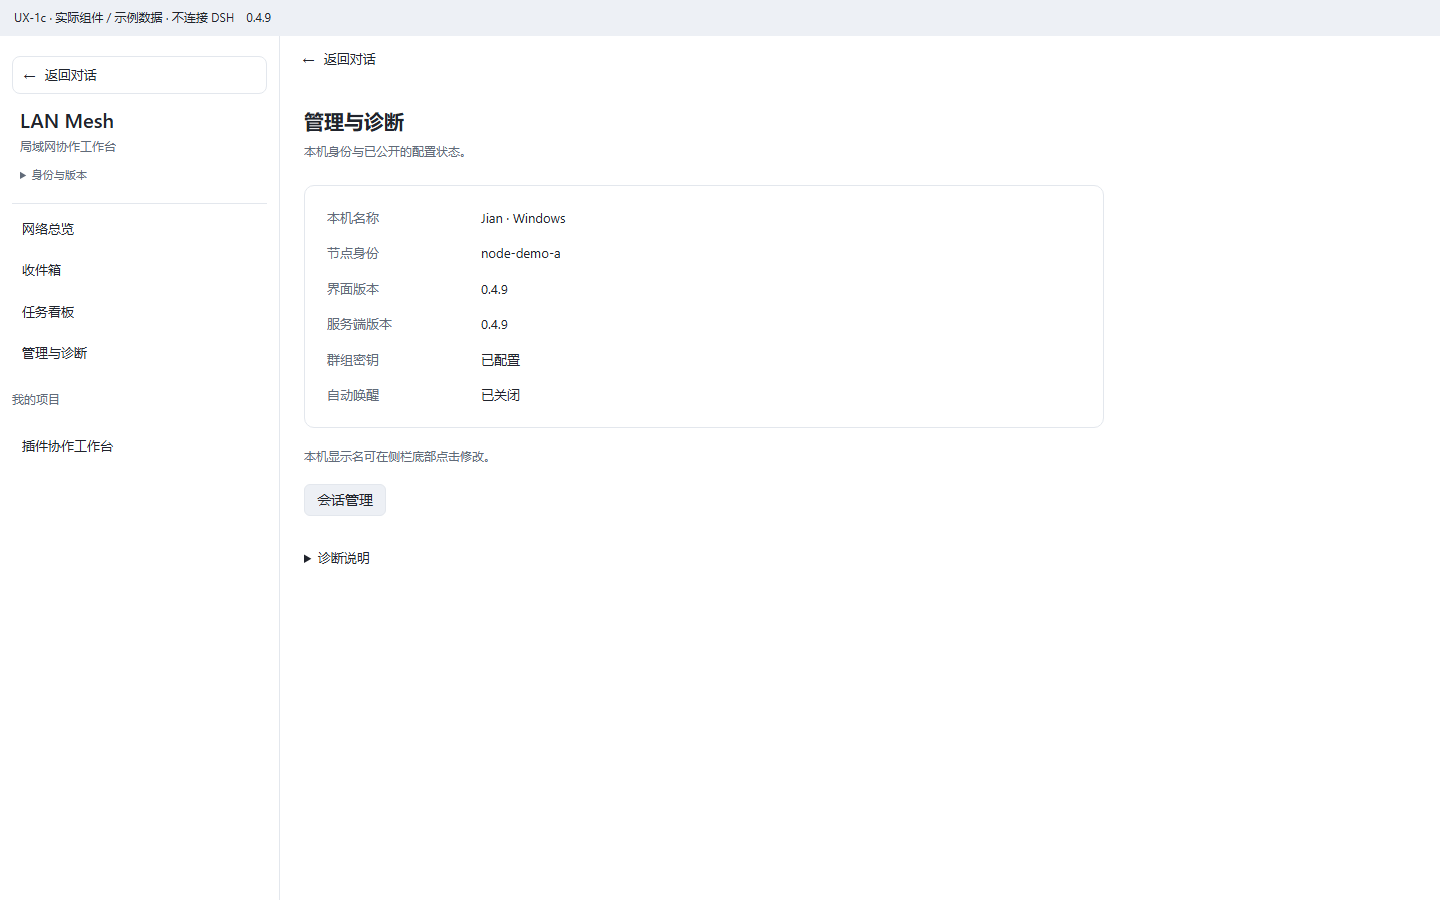 UX-1c · 实际组件 / 示例数据 · 不连接 DSH 0.4.9
← 返回对话
LAN Mesh
局域网协作工作台
▶ 身份与版本
网络总览
收件箱
任务看板
管理与诊断
我的项目
插件协作工作台
← 返回对话
管理与诊断
本机身份与已公开的配置状态。
本机名称 Jian · Windows
节点身份 node-demo-a
界面版本 0.4.9
服务端版本 0.4.9
群组密钥 已配置
自动唤醒 已关闭
本机显示名可在侧栏底部点击修改。
会话管理
▶ 诊断说明